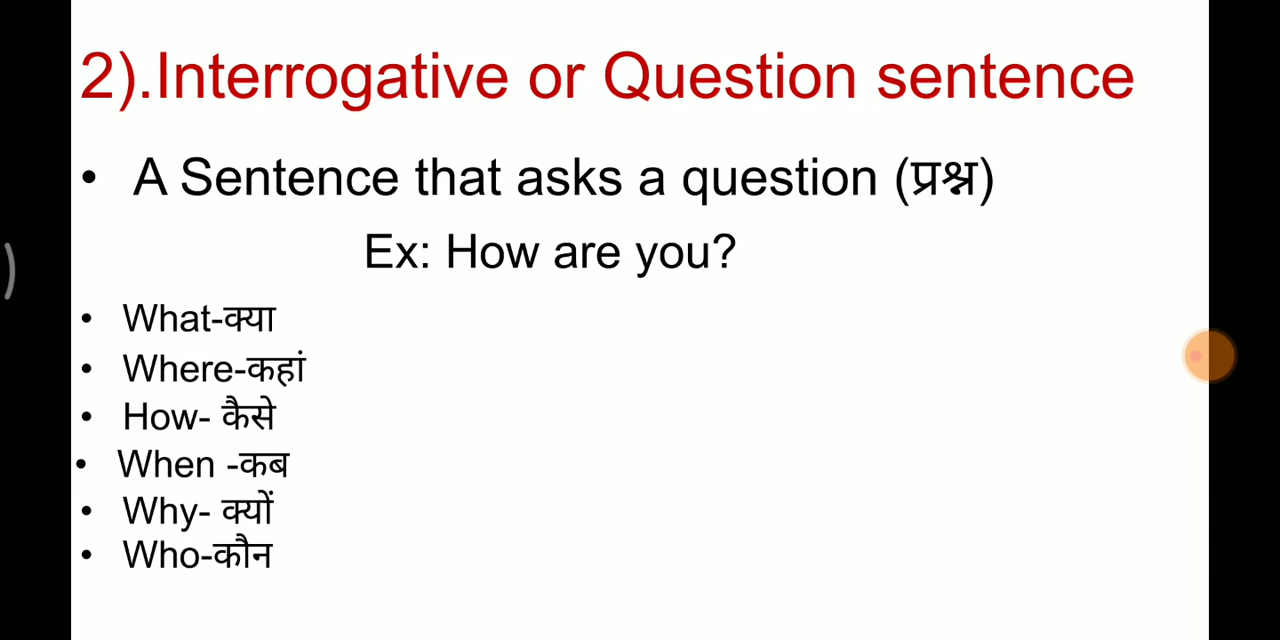 2).Interrogative or Question sentence
• A Sentence that asks a question (प्रश्न)
Ex: How are you?
• What-क्या
• Where-कहां
• How- कैसे
• When -कब
• Why- क्यों
• Who-कौन